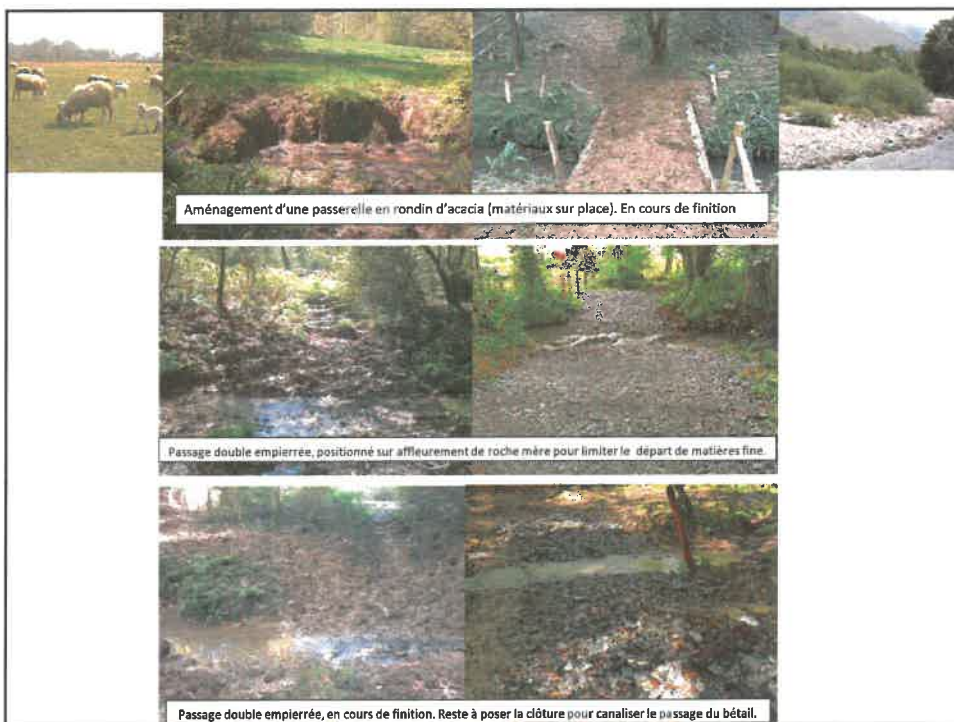 Aménagement d'une passerelle en rondin d'acacia (matériaux sur place). En cours de finition
Passage double empierrée, positionné sur affleurement de roche mère pour limiter le départ de matières fine.
Passage double empierrée, en cours de finition. Reste à poser la clôture pour canaliser le passage du bétail.